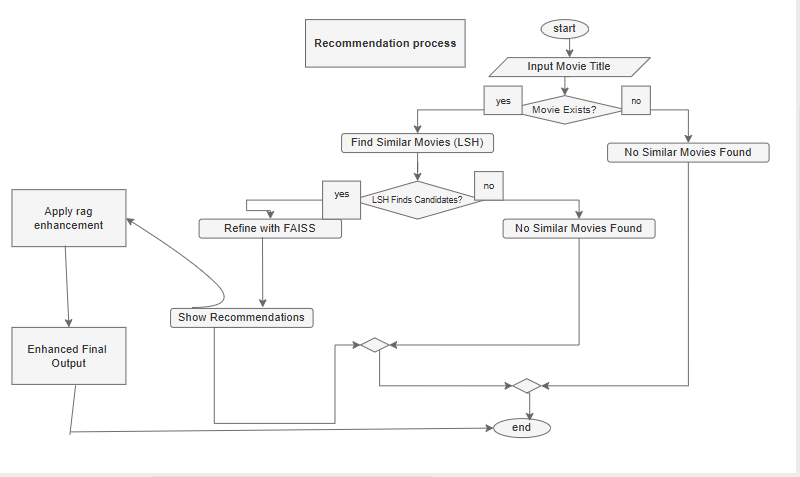 Recommendation process
start
Input Movie Title
yes
Movie Exists?
no
Find Similar Movies (LSH)
No Similar Movies Found
yes
LSH Finds Candidates?
no
Apply rag
enhancement
Refine with FAISS
No Similar Movies Found
Show Recommendations
Enhanced Final
Output
end